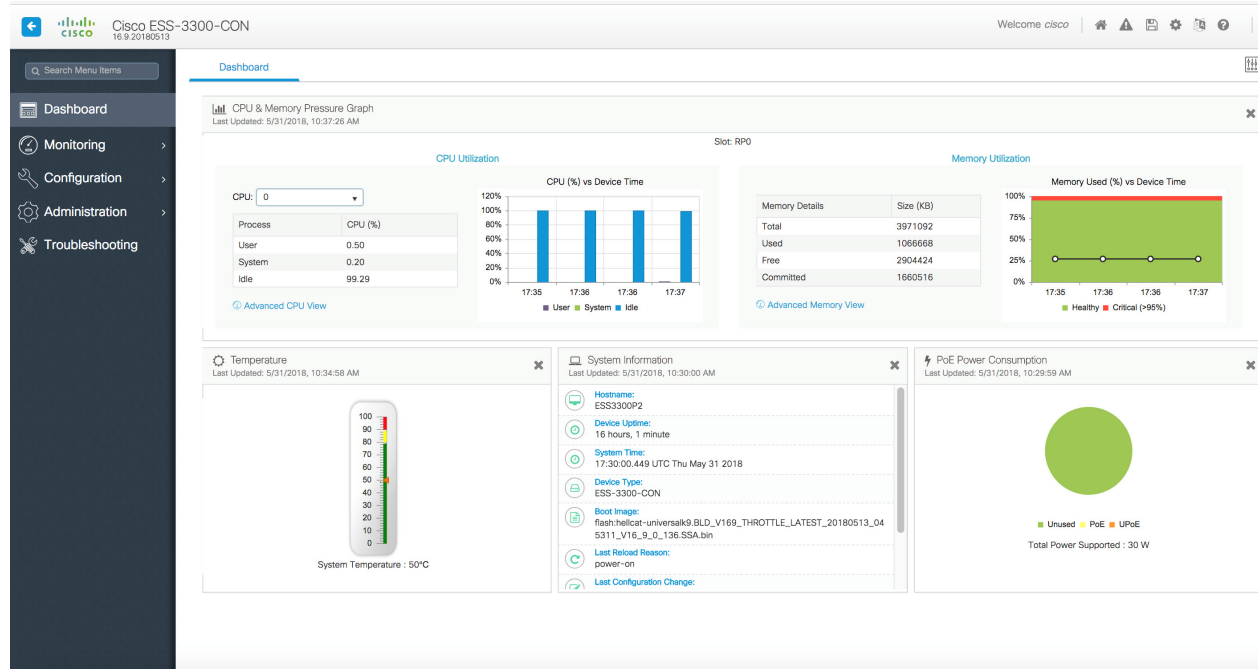 CISCO
Cisco ESS-3300-CON
16.9.20180513
Welcome cisco
Search Menu Items
Dashboard
Monitoring
Configuration
Administration
Troubleshooting
Dashboard
CPU & Memory Pressure Graph
Last Updated: 5/31/2018, 10:37:26 AM
Slot: RP0
CPU Utilization
CPU: 0
Process CPU (%)
User 0.50
System 0.20
Idle 99.29
Advanced CPU View
CPU (%) vs Device Time
120%
100%
80%
60%
40%
20%
0%
17:35 17:36 17:36 17:37
User System Idle
Memory Utilization
Memory Details Size (KB)
Total 3971092
Used 1066668
Free 2904424
Committed 1660516
Advanced Memory View
Memory Used (%) vs Device Time
100%
75%
50%
25%
0%
17:35 17:36 17:36 17:37
Healthy Critical (>95%)
Temperature
Last Updated: 5/31/2018, 10:34:58 AM
100
90
80
70
60
50
40
30
20
10
0
System Temperature : 50°C
System Information
Last Updated: 5/31/2018, 10:30:00 AM
Hostname:
ESS3300P2
Device Uptime:
16 hours, 1 minute
System Time:
17:30:00.449 UTC Thu May 31 2018
Device Type:
ESS-3300-CON
Boot Image:
flash:hellcat-universalk9.BLD_V169_THROTTLE_LATEST_20180513_04
5311_V16_9_0_136.SSA.bin
Last Reload Reason:
power-on
Last Configuration Change:
PoE Power Consumption
Last Updated: 5/31/2018, 10:29:59 AM
Unused PoE UPoE
Total Power Supported : 30 W